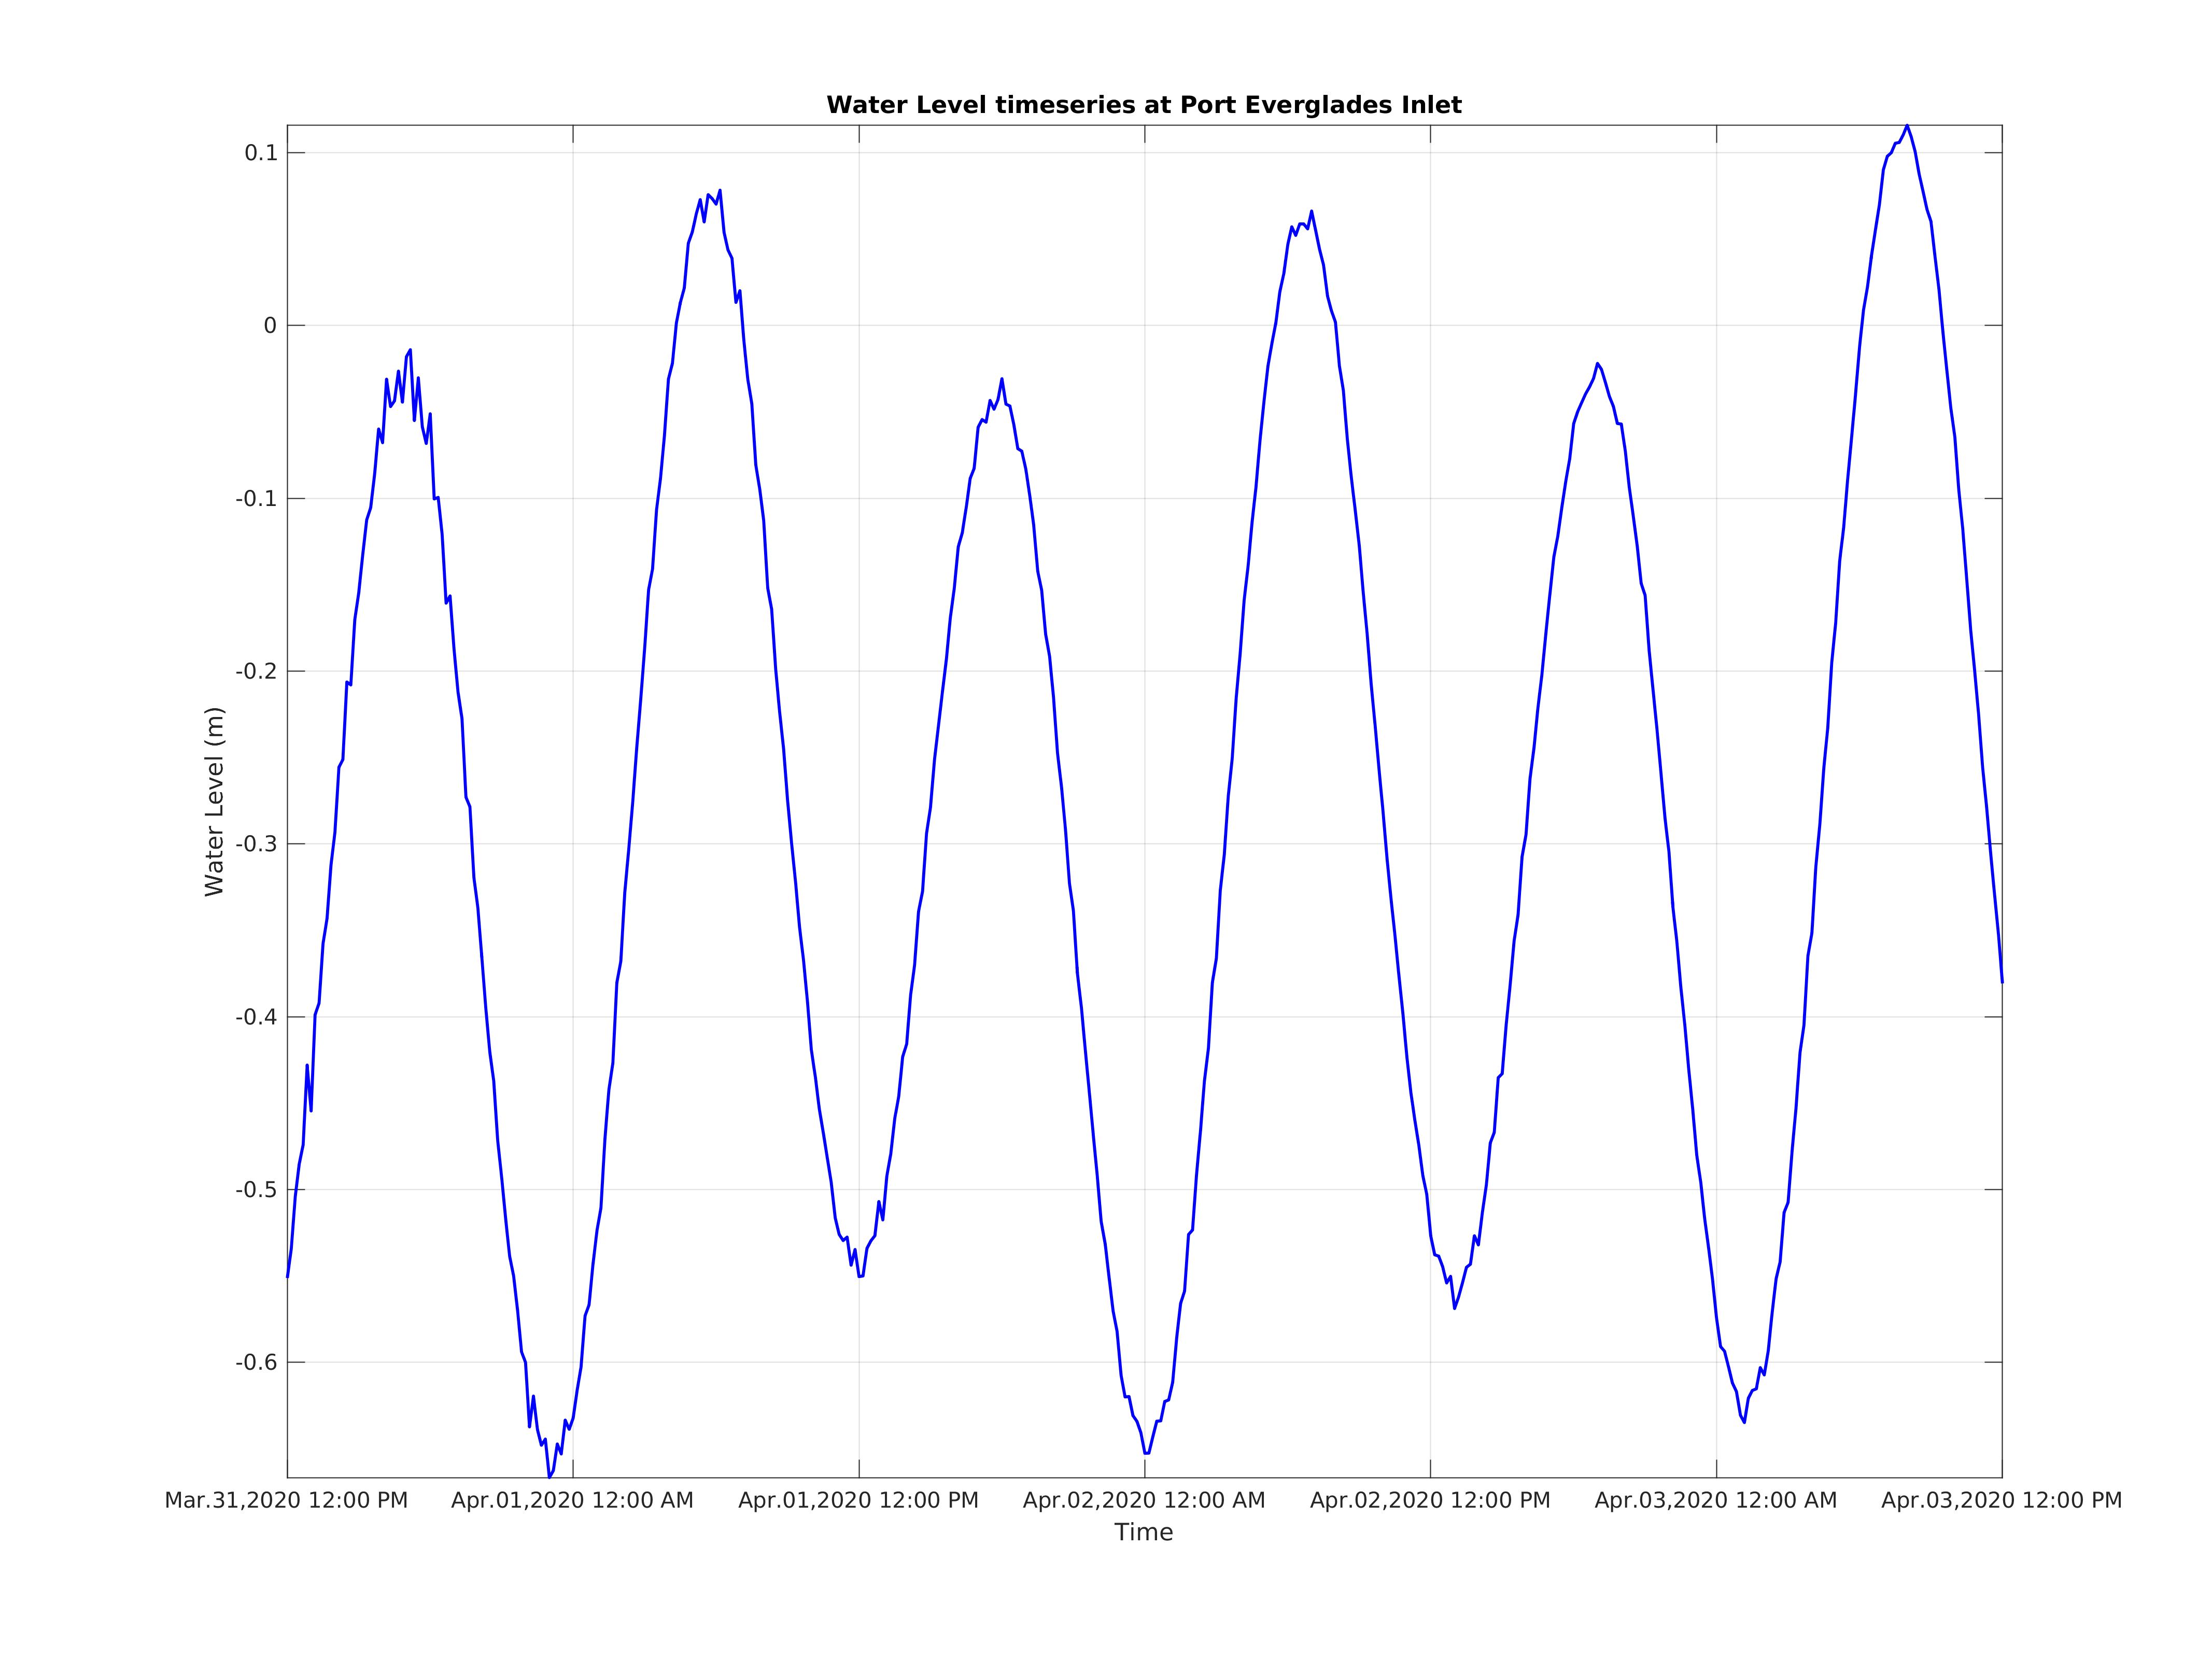 Water Level timeseries at Port Everglades Inlet
0.1
0
-0.1
-0.2
-0.3
-0.4
-0.5
-0.6
Water Level (m)
Mar.31,2020 12:00 PM Apr.01,2020 12:00 AM Apr.01,2020 12:00 PM Apr.02,2020 12:00 AM Apr.02,2020 12:00 PM Apr.03,2020 12:00 AM Apr.03,2020 12:00 PM
Time